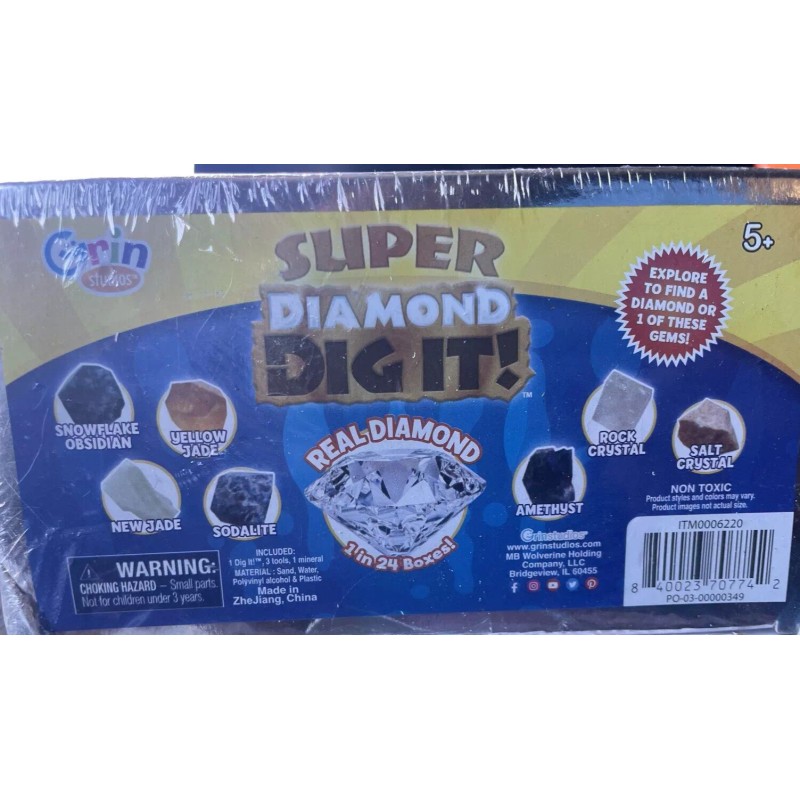 Grin
STUDIOS™
SUPER
DIAMOND
DIG IT!™
5+
EXPLORE
TO FIND A
DIAMOND OR
1 OF THESE
GEMS!
SNOWFLAKE
OBSIDIAN
YELLOW
JADE
NEW JADE
SODALITE
REAL DIAMOND
1 in 24 Boxes!
AMETHYST
ROCK
CRYSTAL
SALT
CRYSTAL
NON TOXIC
Product styles and colors may vary.
Product images not actual size.
WARNING:
CHOKING HAZARD — Small parts.
Not for children under 3 years.
INCLUDED:
1 Dig It!™, 3 tools, 1 mineral
MATERIAL: Sand, Water,
Polyvinyl alcohol & Plastic
Made in
ZheJiang, China
Grinstudios
www.grinstudios.com
MB Wolverine Holding
Company, LLC
Bridgeview, IL 60455
ITM0006220
8 40023 70774 2
PO-03-00000349